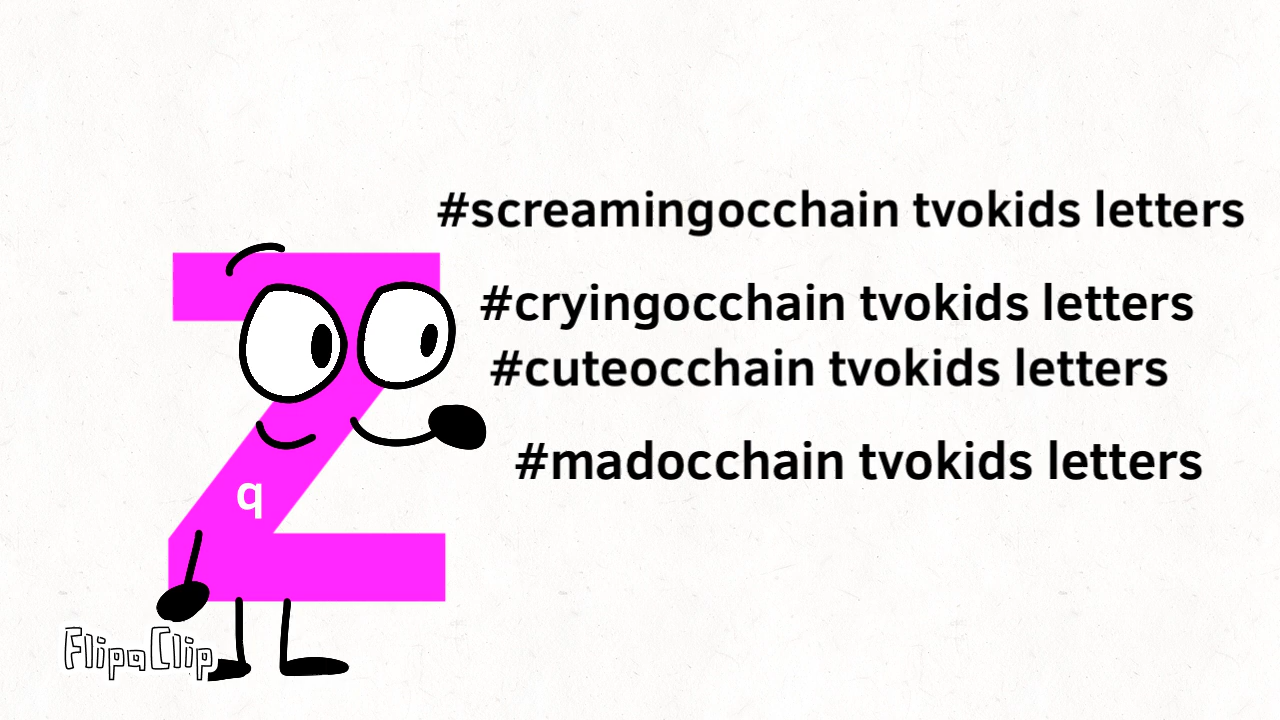 #screamingocchain tvokids letters
#cryingocchain tvokids letters
#cuteocchain tvokids letters
#madocchain tvokids letters
q
FlipaClip